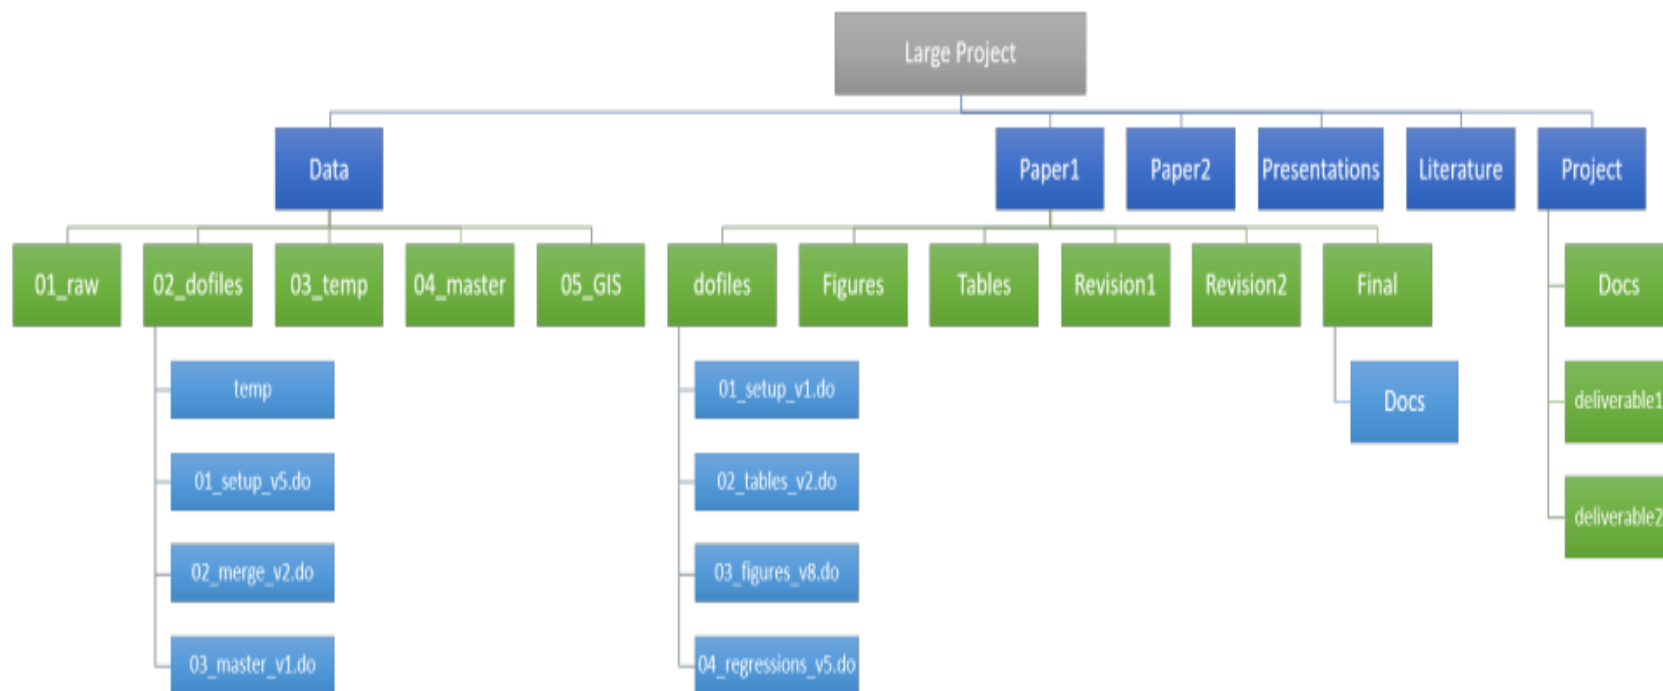 Large Project
Data
Paper1
Paper2
Presentations
Literature
Project
01_raw
02_dofiles
03_temp
04_master
05_GIS
dofiles
Figures
Tables
Revision1
Revision2
Final
Docs
temp
01_setup_v1.do
Docs
deliverable1
01_setup_v5.do
02_tables_v2.do
deliverable2
02_merge_v2.do
03_figures_v8.do
03_master_v1.do
04_regressions_v5.do